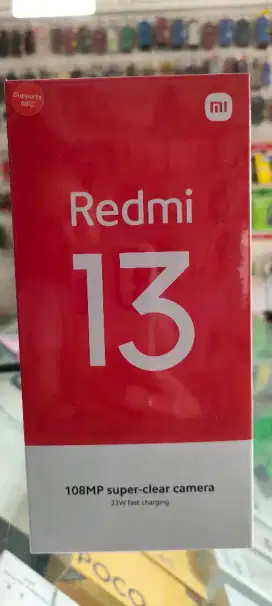 Supports
NFC
mi
Redmi
13
108MP super-clear camera
33W fast charging
POCO